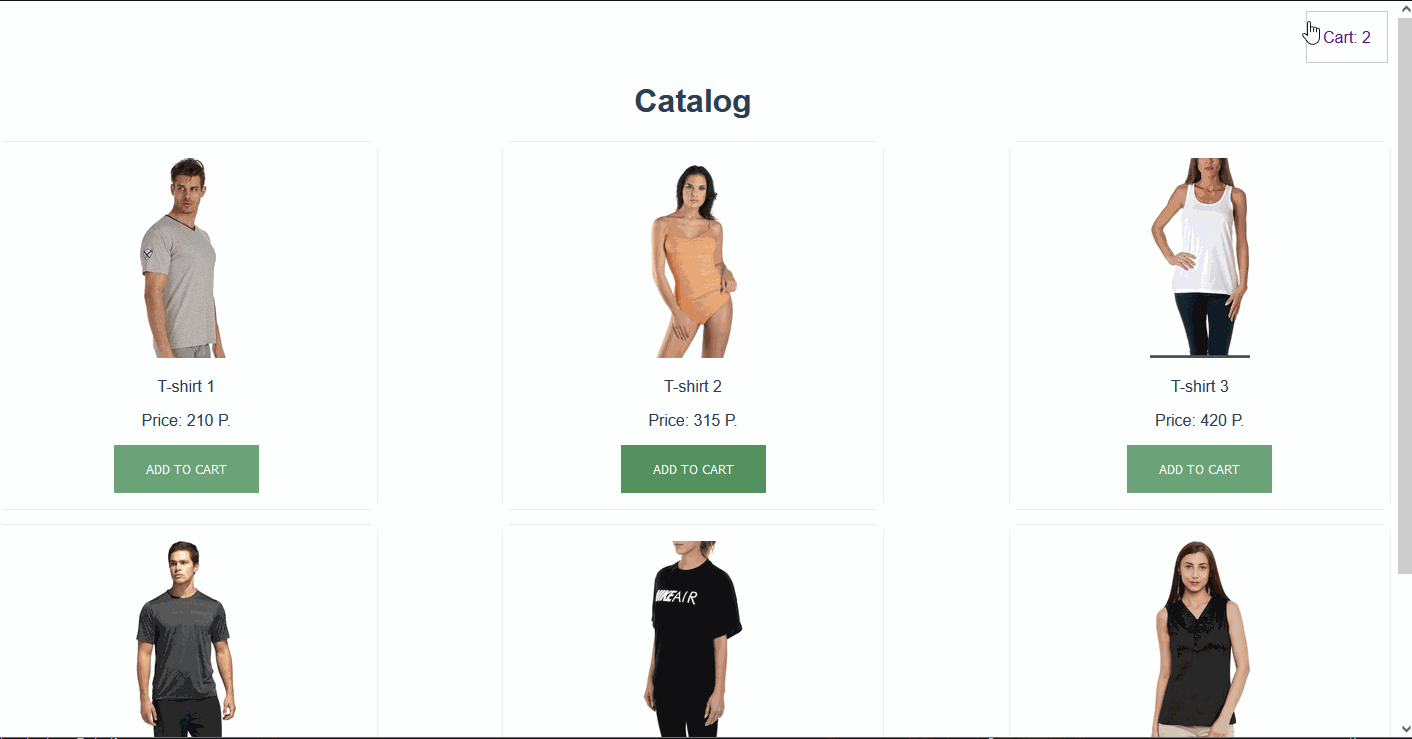 Cart: 2
Catalog
T-shirt 1
Price: 210 P.
ADD TO CART
T-shirt 2
Price: 315 P.
ADD TO CART
T-shirt 3
Price: 420 P.
ADD TO CART
NIKE AIR